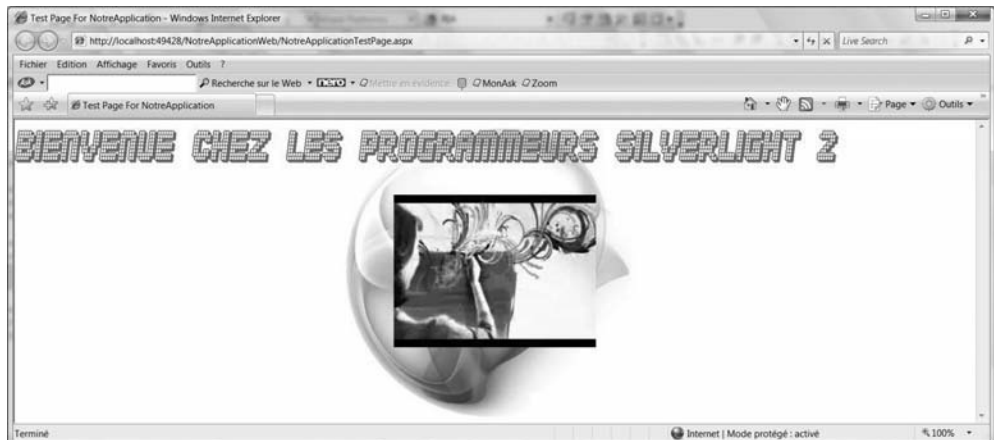 Test Page For NotreApplication - Windows Internet Explorer
http://localhost:49428/NotreApplicationWeb/NotreApplicationTestPage.aspx
Live Search
Fichier Edition Affichage Favoris Outils ?
Recherche sur le Web nero Mettre en évidence MonAsk Zoom
Test Page For NotreApplication
Page Outils
BIENVENUE CHEZ LES PROGRAMMEURS SILVERLIGHT 2
Terminé
Internet | Mode protégé : activé
100%